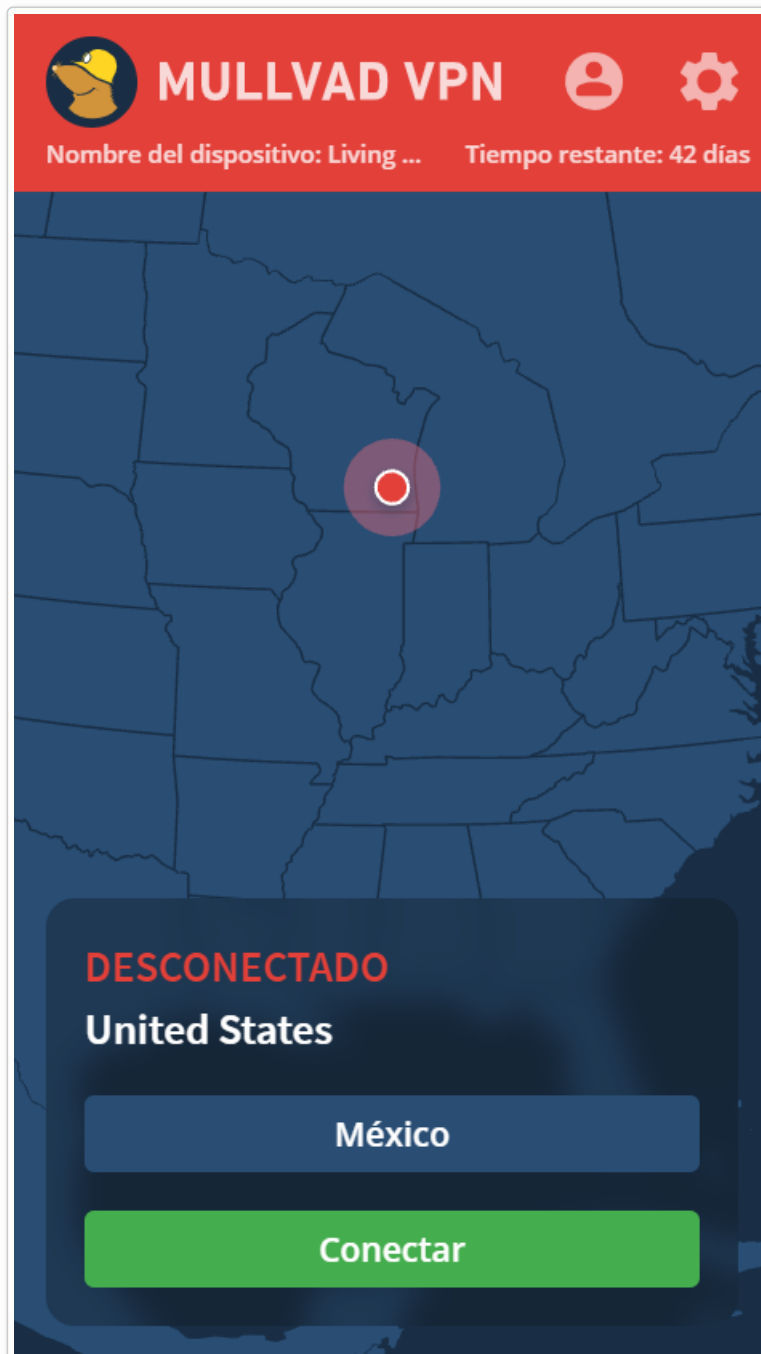 MULLVAD VPN
Nombre del dispositivo: Living ... Tiempo restante: 42 días
DESCONECTADO
United States
México
Conectar